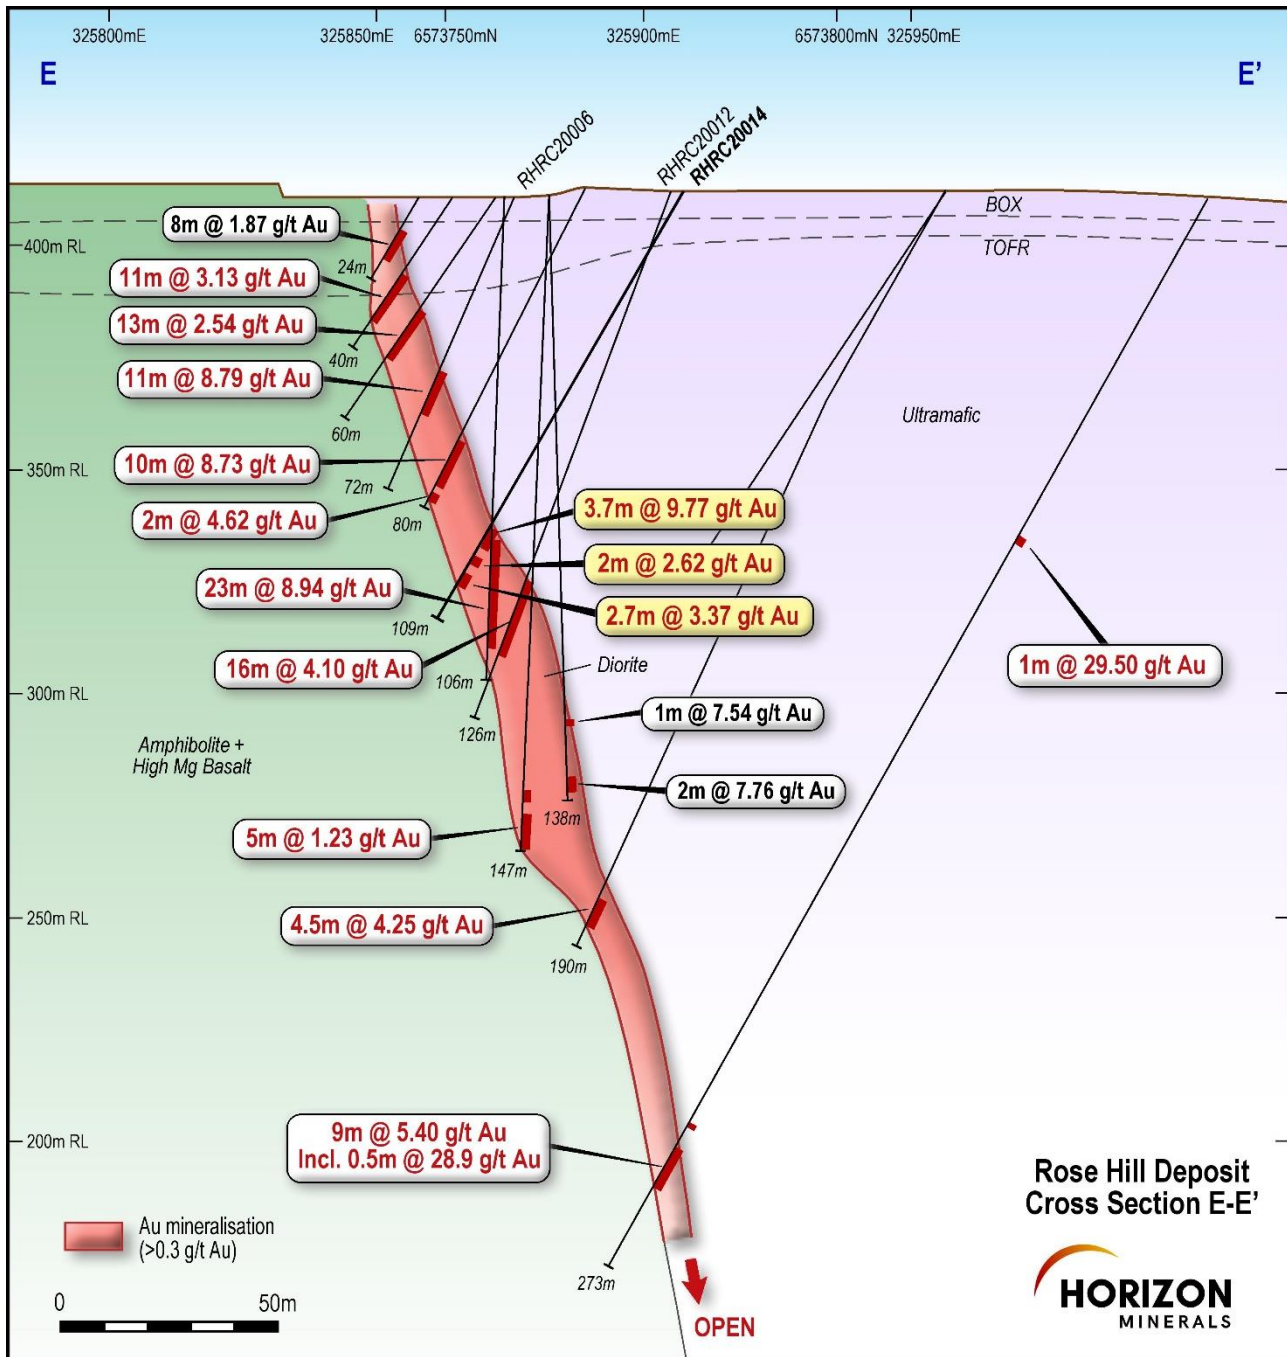 325800mE
325850mE
6573750mN
325900mE
6573800mN
325950mE
E
E'
RHRC20006
RHRC20012
RHRC20014
BOX
TOFR
400m RL
350m RL
300m RL
250m RL
200m RL
8m @ 1.87 g/t Au
24m
11m @ 3.13 g/t Au
40m
13m @ 2.54 g/t Au
60m
11m @ 8.79 g/t Au
72m
10m @ 8.73 g/t Au
2m @ 4.62 g/t Au
80m
3.7m @ 9.77 g/t Au
2m @ 2.62 g/t Au
2.7m @ 3.37 g/t Au
23m @ 8.94 g/t Au
109m
16m @ 4.10 g/t Au
106m
126m
Ultramafic
1m @ 29.50 g/t Au
Diorite
1m @ 7.54 g/t Au
Amphibolite +
High Mg Basalt
2m @ 7.76 g/t Au
138m
5m @ 1.23 g/t Au
147m
4.5m @ 4.25 g/t Au
190m
9m @ 5.40 g/t Au
Incl. 0.5m @ 28.9 g/t Au
273m
OPEN
Au mineralisation
(>0.3 g/t Au)
0 50m
Rose Hill Deposit
Cross Section E-E'
HORIZON
MINERALS